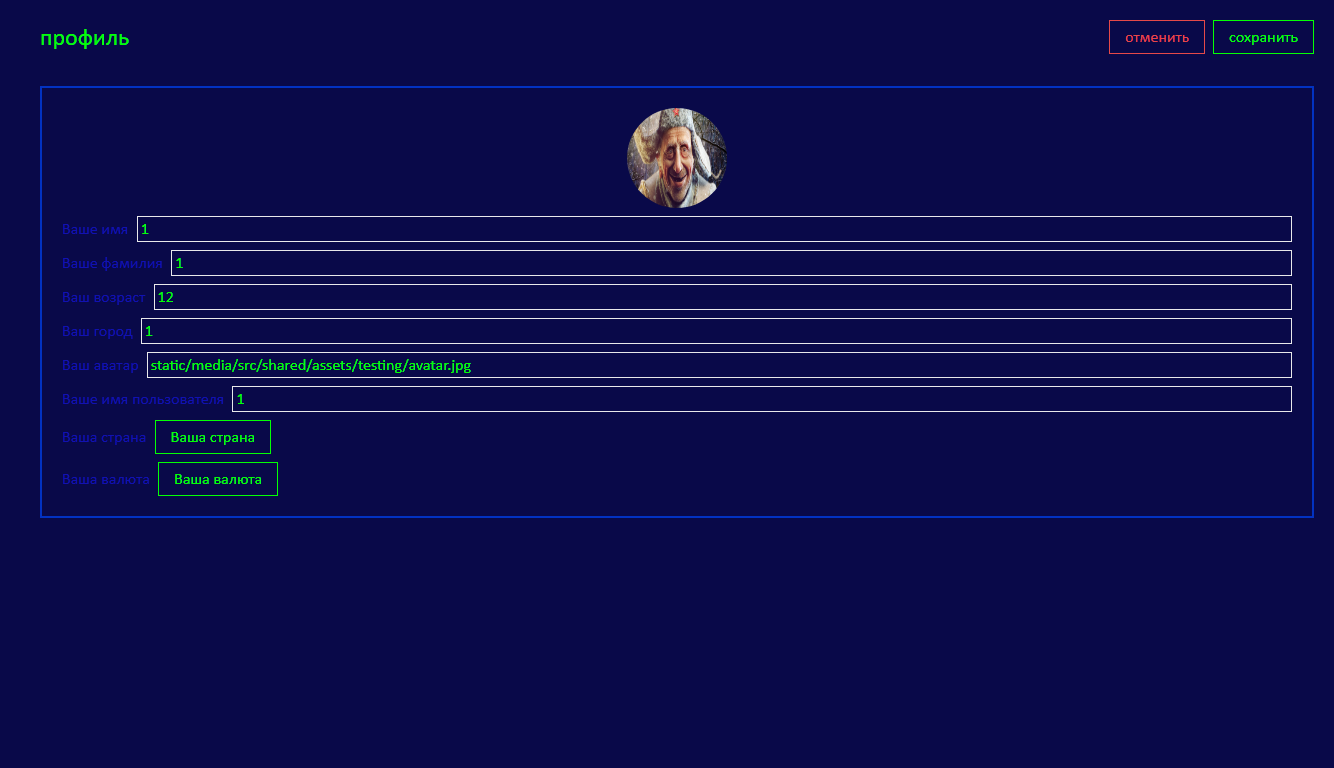 профиль
отменить
сохранить
Ваше имя 1
Ваше фамилия 1
Ваш возраст 12
Ваш город 1
Ваш аватар static/media/src/shared/assets/testing/avatar.jpg
Ваше имя пользователя 1
Ваша страна Ваша страна
Ваша валюта Ваша валюта